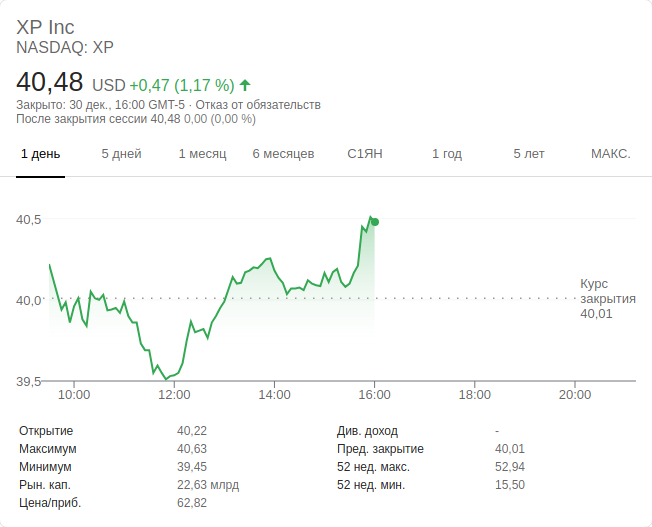 XP Inc
NASDAQ: XP
40,48 USD +0,47 (1,17 %)
Закрыто: 30 дек., 16:00 GMT-5 · Отказ от обязательств
После закрытия сессии 40,48 0,00 (0,00 %)
1 день 5 дней 1 месяц 6 месяцев С1ЯН 1 год 5 лет МАКС.
40,5
Курс
40,0 закрытия
40,01
39,5
10:00 12:00 14:00 16:00 18:00 20:00
Открытие 40,22 Див. доход -
Максимум 40,63 Пред. закрытие 40,01
Минимум 39,45 52 нед. макс. 52,94
Рын. кап. 22,63 млрд 52 нед. мин. 15,50
Цена/приб. 62,82